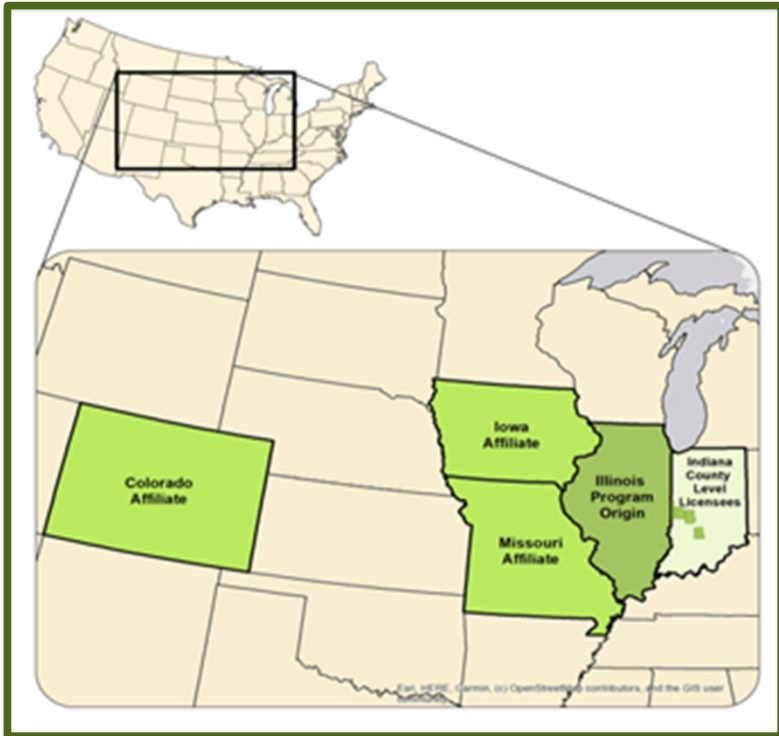 Colorado
Affiliate
Iowa
Affiliate
Missouri
Affiliate
Illinois
Program
Origin
Indiana
County
Level
Licensees
Esri, HERE, Garmin, (c) OpenStreetMap contributors, and the GIS user
community